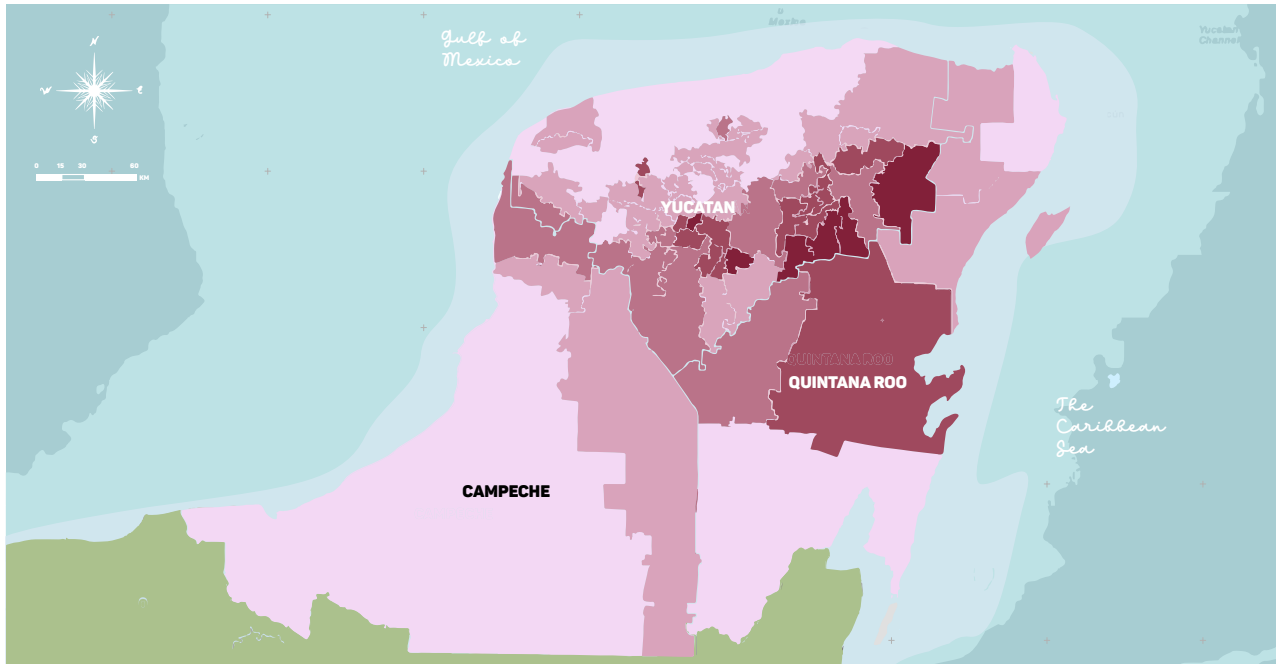 u
Mexico
Gulf of
Mexico
Yucatan
Channel
N
W E
S
0 15 30 60
KM
YUCATAN
QUINTANA ROO
QUINTANA ROO
The
Caribbean
Sea
CAMPECHE